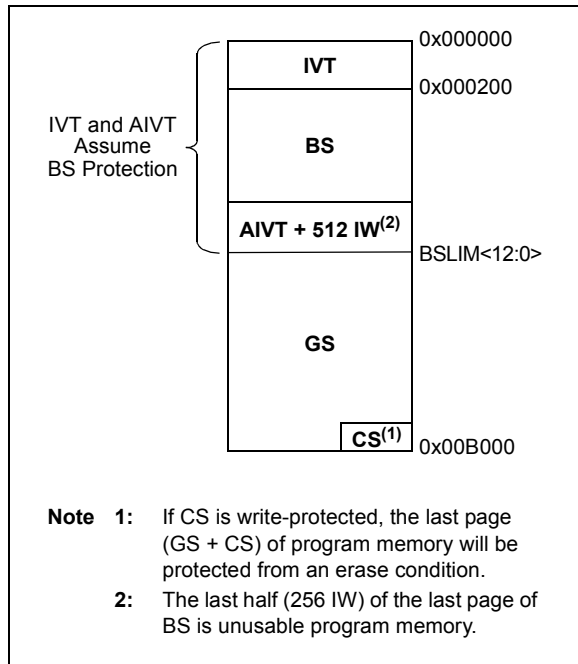 0x000000
IVT
0x000200
IVT and AIVT
Assume
BS Protection
BS
AIVT + 512 IW(2)
BSLIM<12:0>
GS
CS(1)
0x00B000
Note 1: If CS is write-protected, the last page
(GS + CS) of program memory will be
protected from an erase condition.
2: The last half (256 IW) of the last page of
BS is unusable program memory.